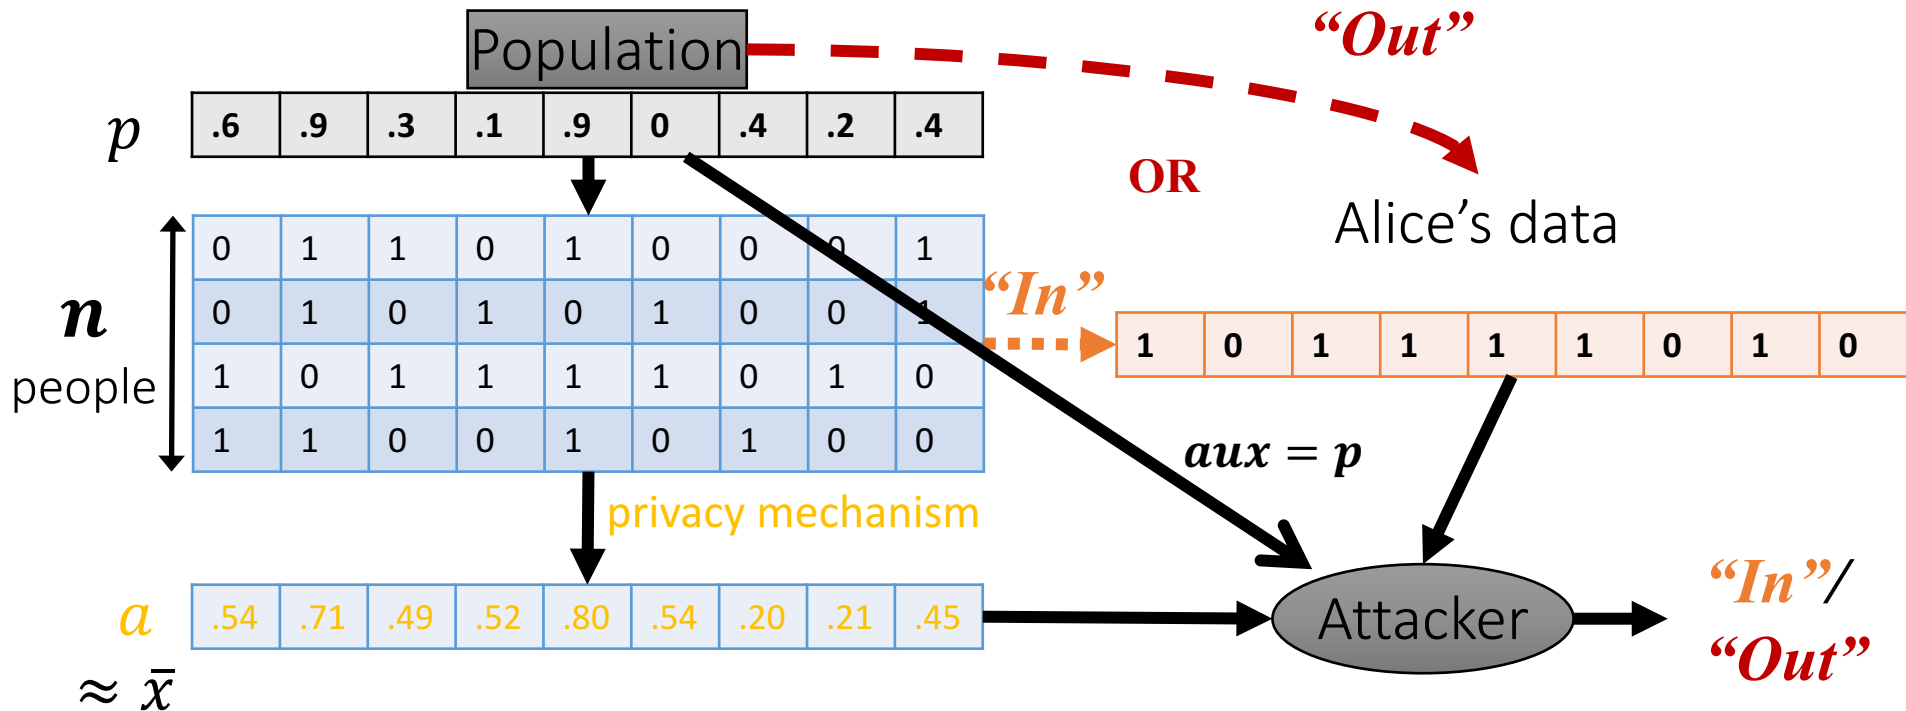 Population
“Out”
p .6 .9 .3 .1 .9 0 .4 .2 .4
OR
Alice’s data
0 1 1 0 1 0 0 0 1
n
people
0 1 0 1 0 1 0 0 1
“In”
1 0 1 1 1 1 0 1 0
1 0 1 1 1 1 0 1 0
1 1 0 0 1 0 1 0 0
aux = p
privacy mechanism
a .54 .71 .49 .52 .80 .54 .20 .21 .45
≈ x̄
Attacker
“In”/
“Out”